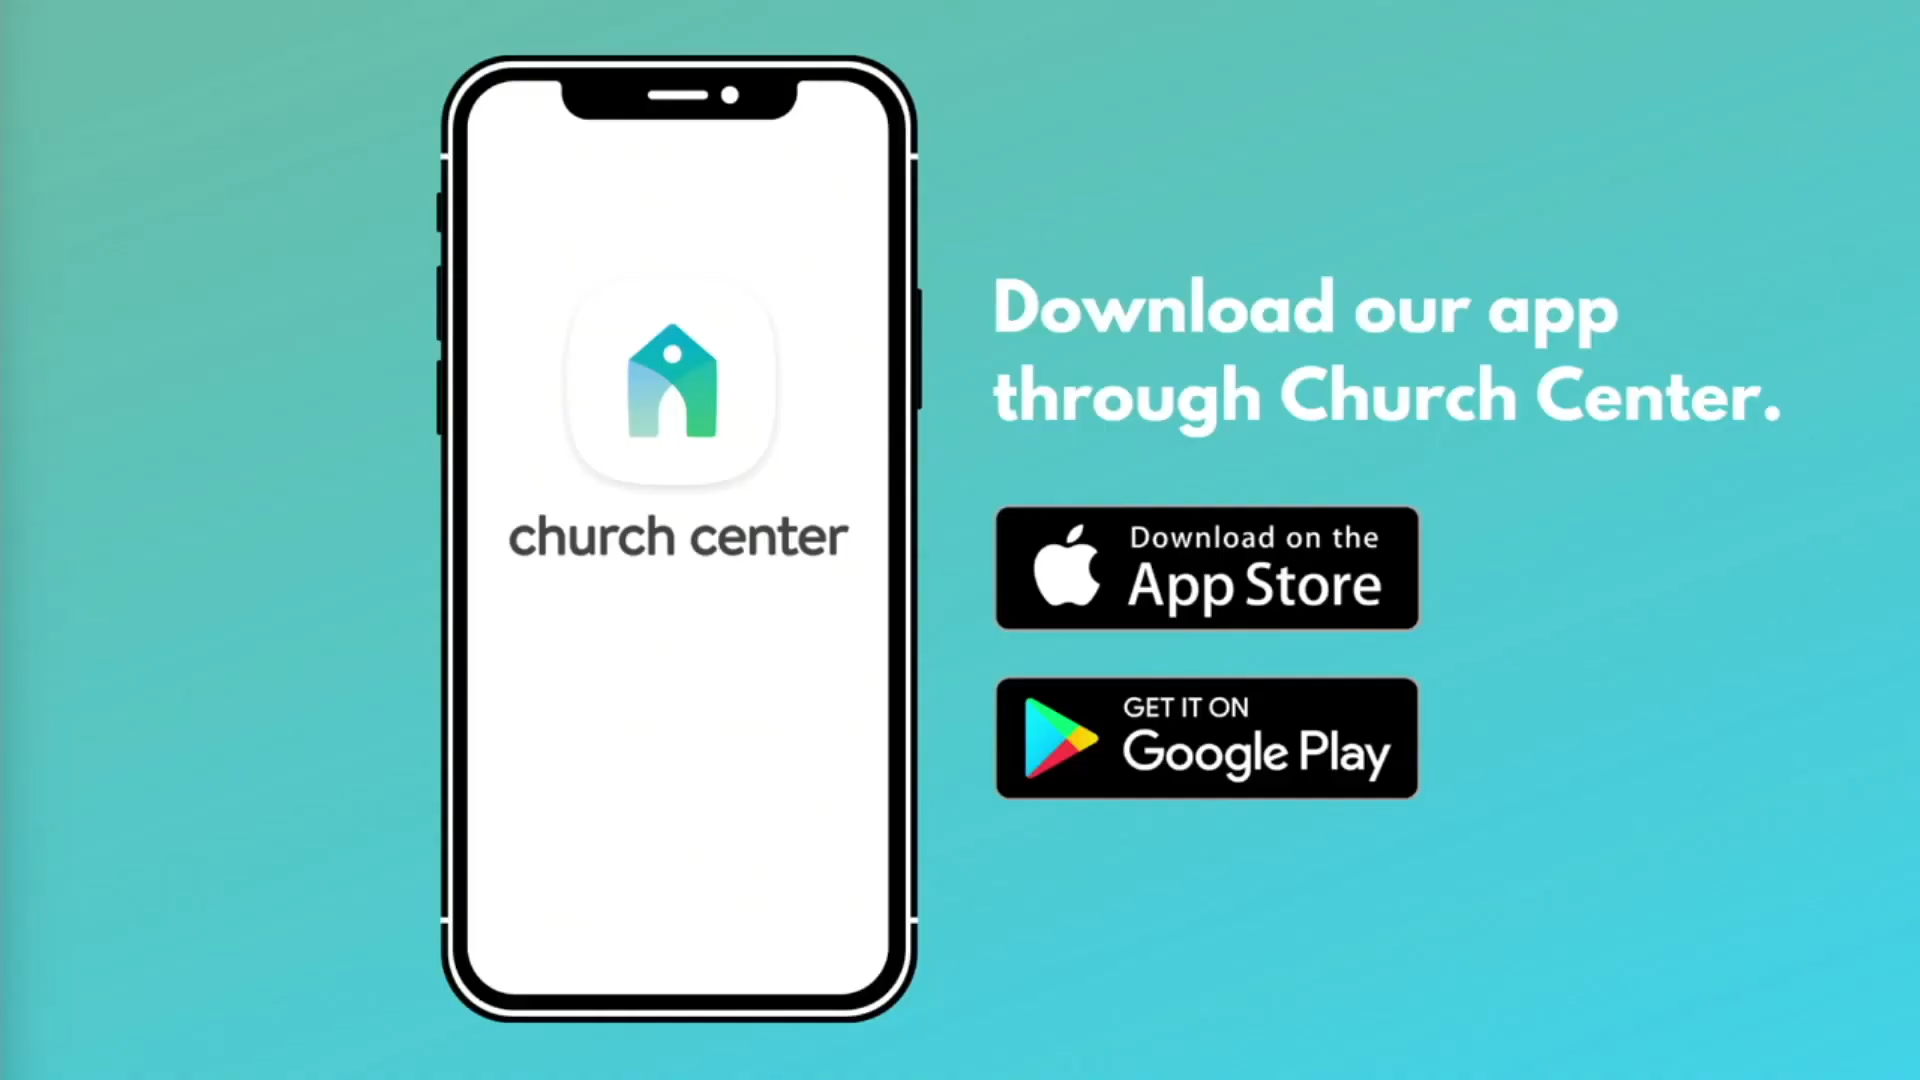 church center
Download our app
through Church Center.
Download on the
App Store
GET IT ON
Google Play